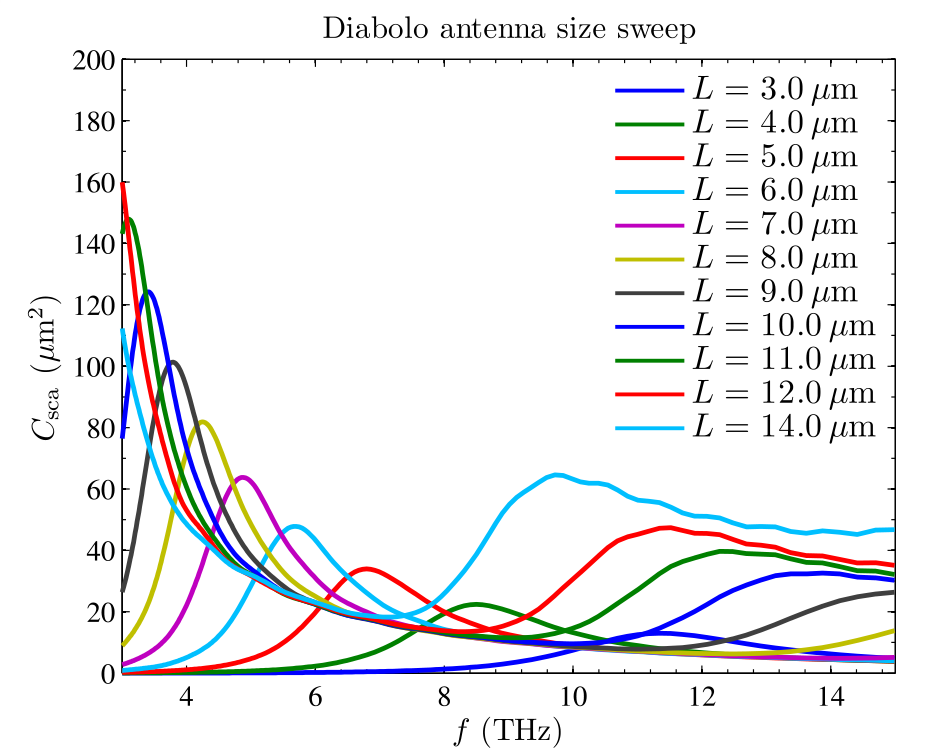 Diabolo antenna size sweep
200
180
160
140
120
100
80
60
40
20
0
C_sca (μm²)
L = 3.0 μm
L = 4.0 μm
L = 5.0 μm
L = 6.0 μm
L = 7.0 μm
L = 8.0 μm
L = 9.0 μm
L = 10.0 μm
L = 11.0 μm
L = 12.0 μm
L = 14.0 μm
4 6 8 10 12 14
f (THz)